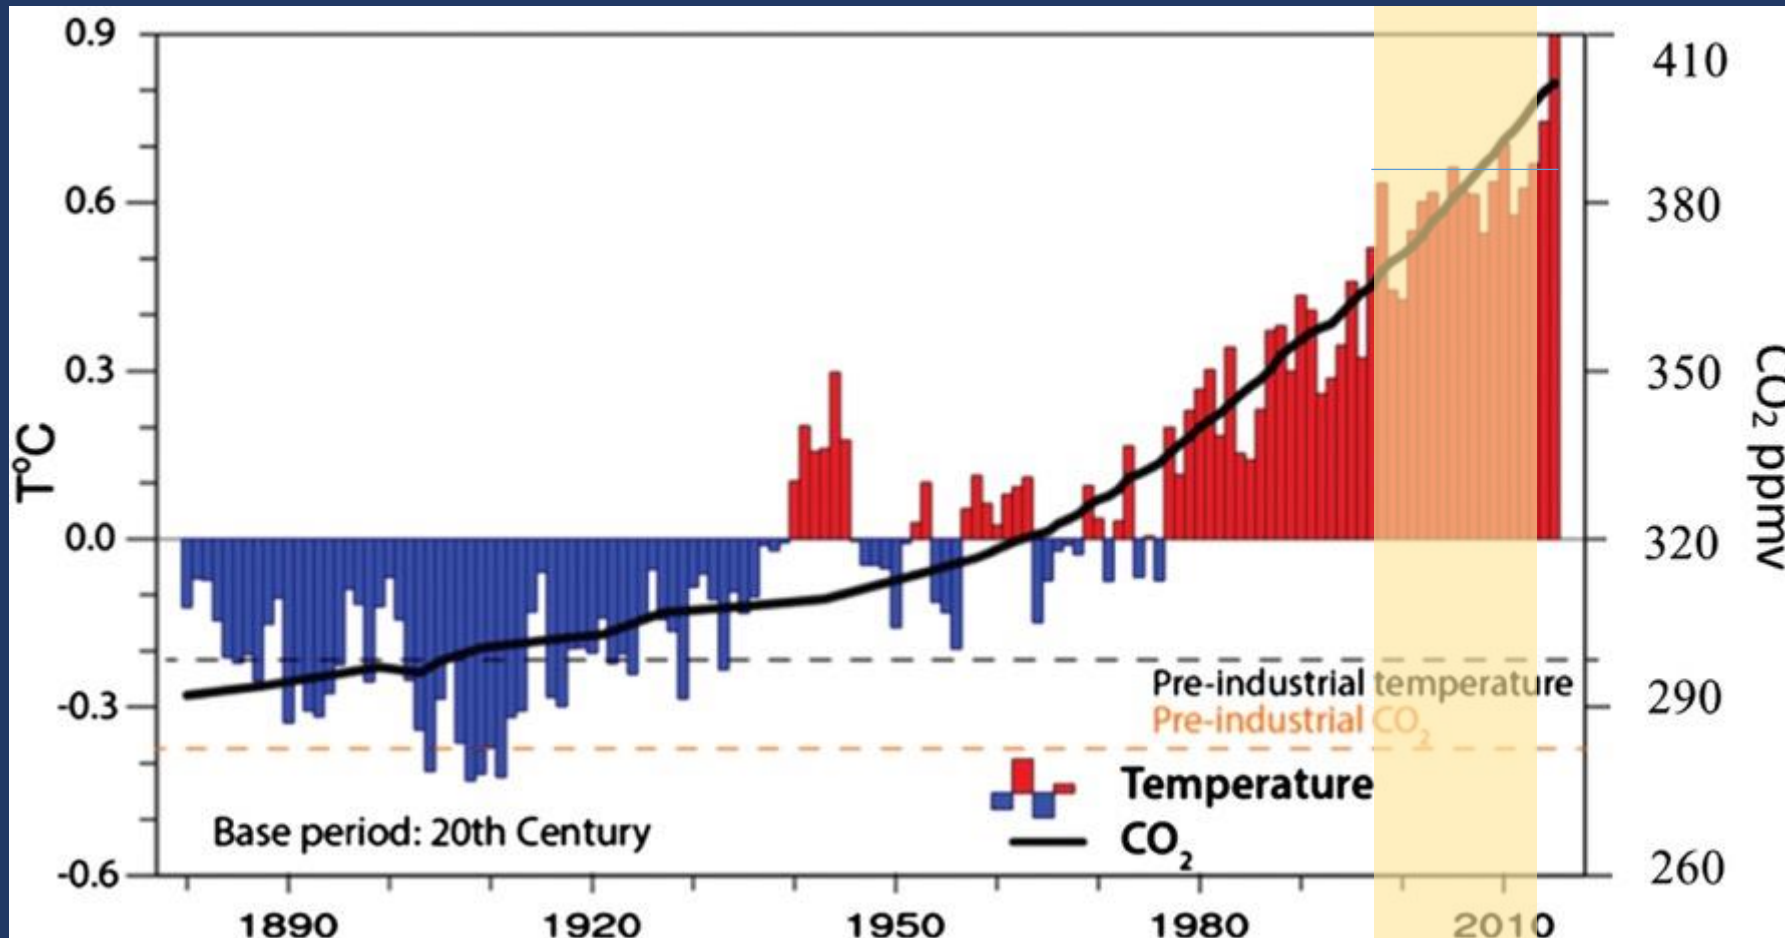 0.9
0.6
0.3
0.0
-0.3
-0.6
T°C
410
380
350
320
290
260
CO₂ ppmv
Pre-industrial temperature
Pre-industrial CO₂
Temperature
CO₂
Base period: 20th Century
1890 1920 1950 1980 2010